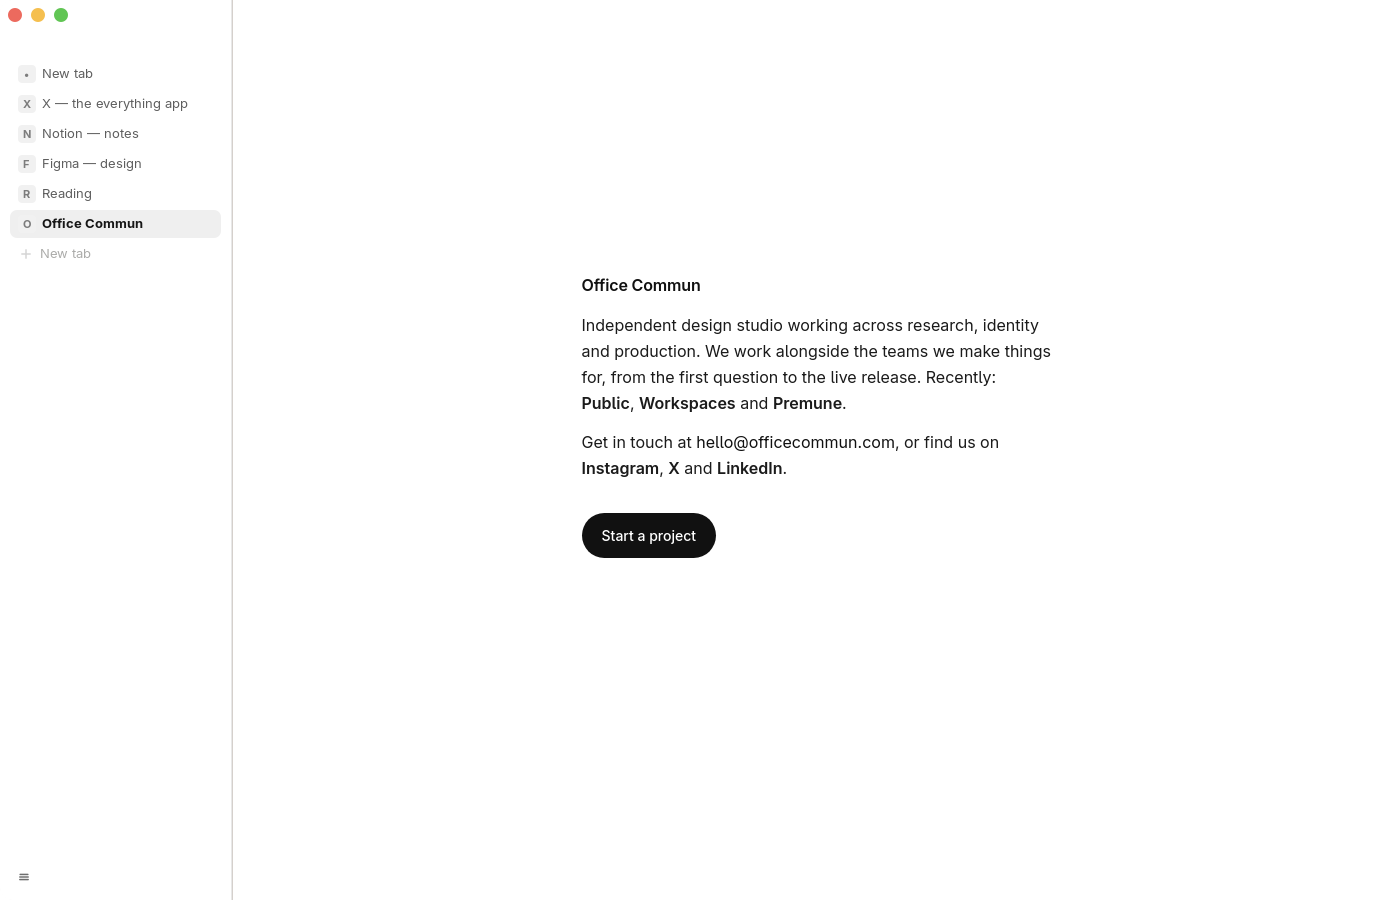 New tab
X X — the everything app
N Notion — notes
F Figma — design
R Reading
O Office Commun
+ New tab
Office Commun
Independent design studio working across research, identity
and production. We work alongside the teams we make things
for, from the first question to the live release. Recently:
Public, Workspaces and Premune.
Get in touch at hello@officecommun.com, or find us on
Instagram, X and LinkedIn.
Start a project